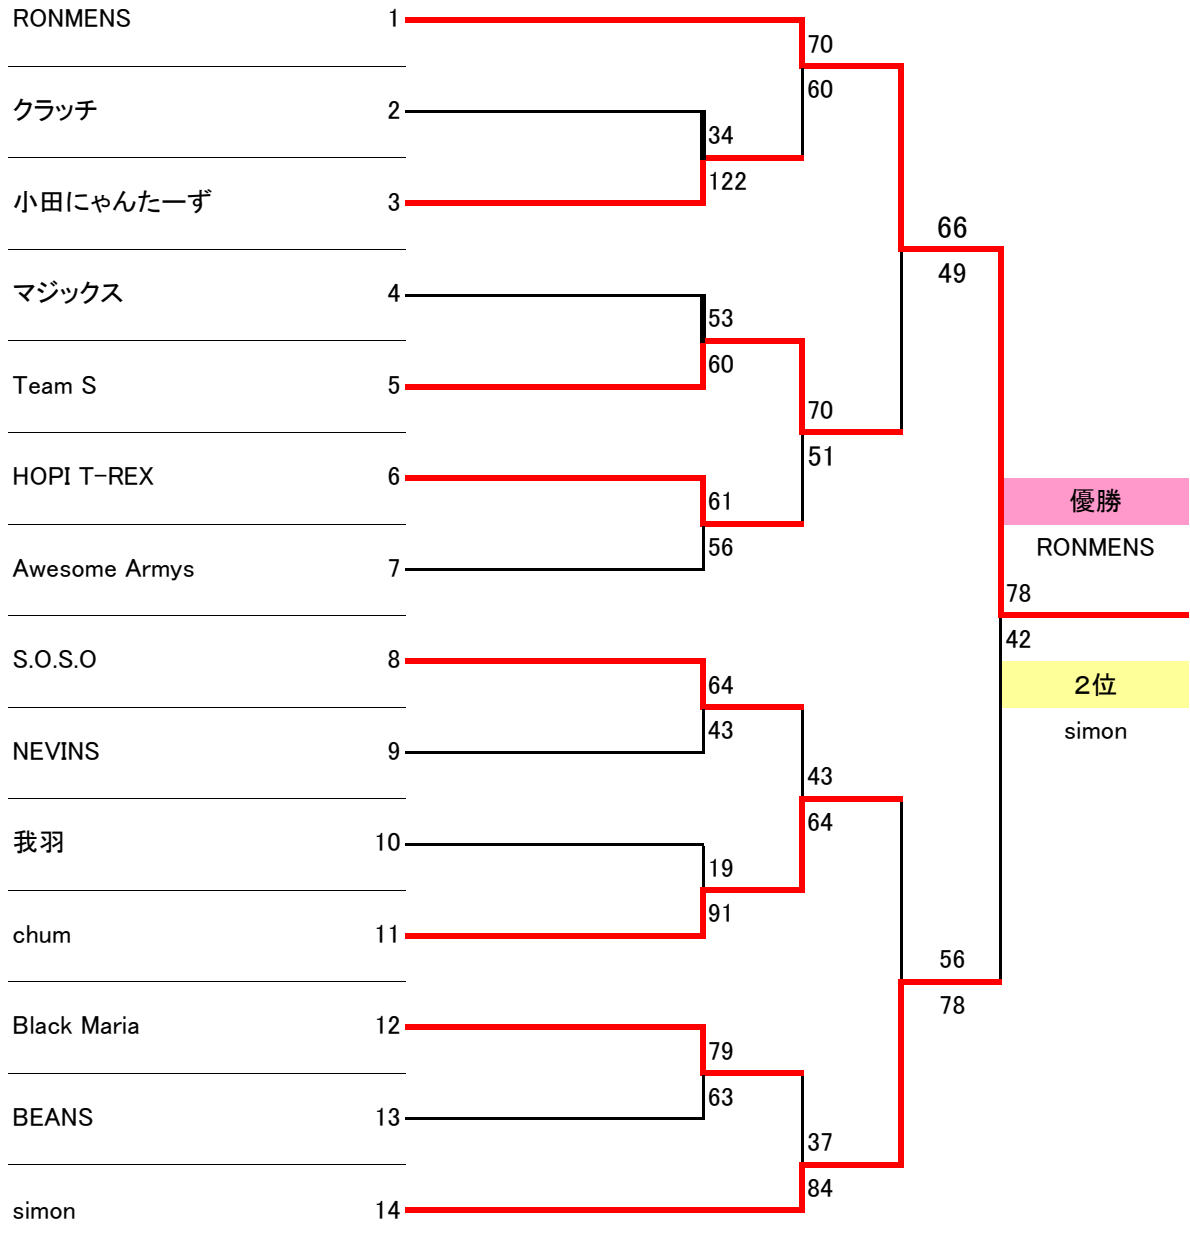 RONMENS 1
70
60
クラッチ 2
34
122
小田にゃんたーず 3
66
49
マジックス 4
53
60
Team S 5
70
51
HOPI T-REX 6
61
56
優勝
RONMENS
Awesome Armys 7
78
42
S.O.S.O 8
64
43
2位
simon
NEVINS 9
43
64
我羽 10
19
91
chum 11
56
78
Black Maria 12
79
63
BEANS 13
37
84
simon 14